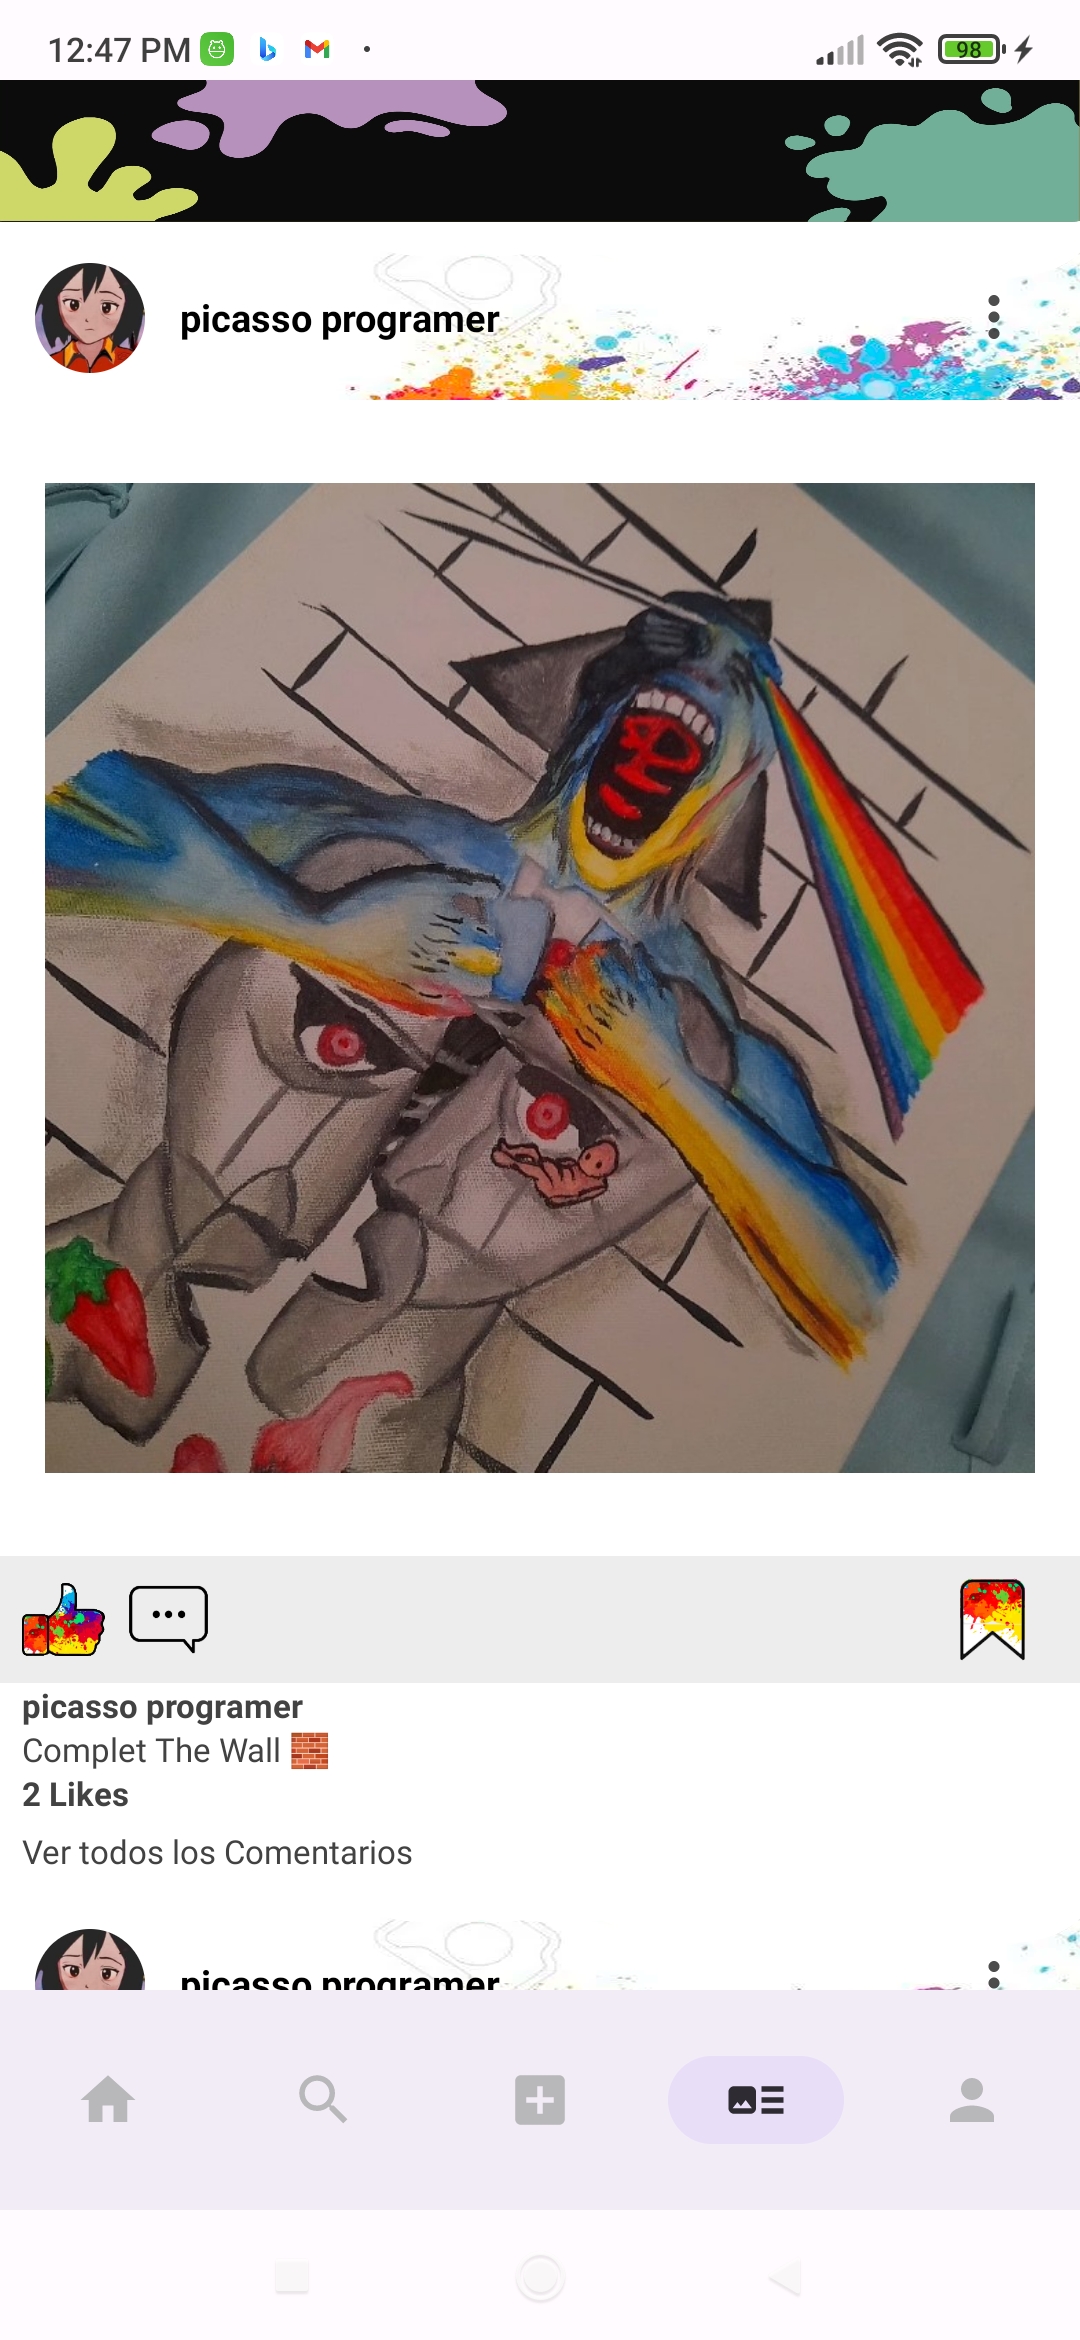 12:47 PM
98
picasso programer
picasso programer
Complet The Wall 🧱
2 Likes
Ver todos los Comentarios
picasso programer